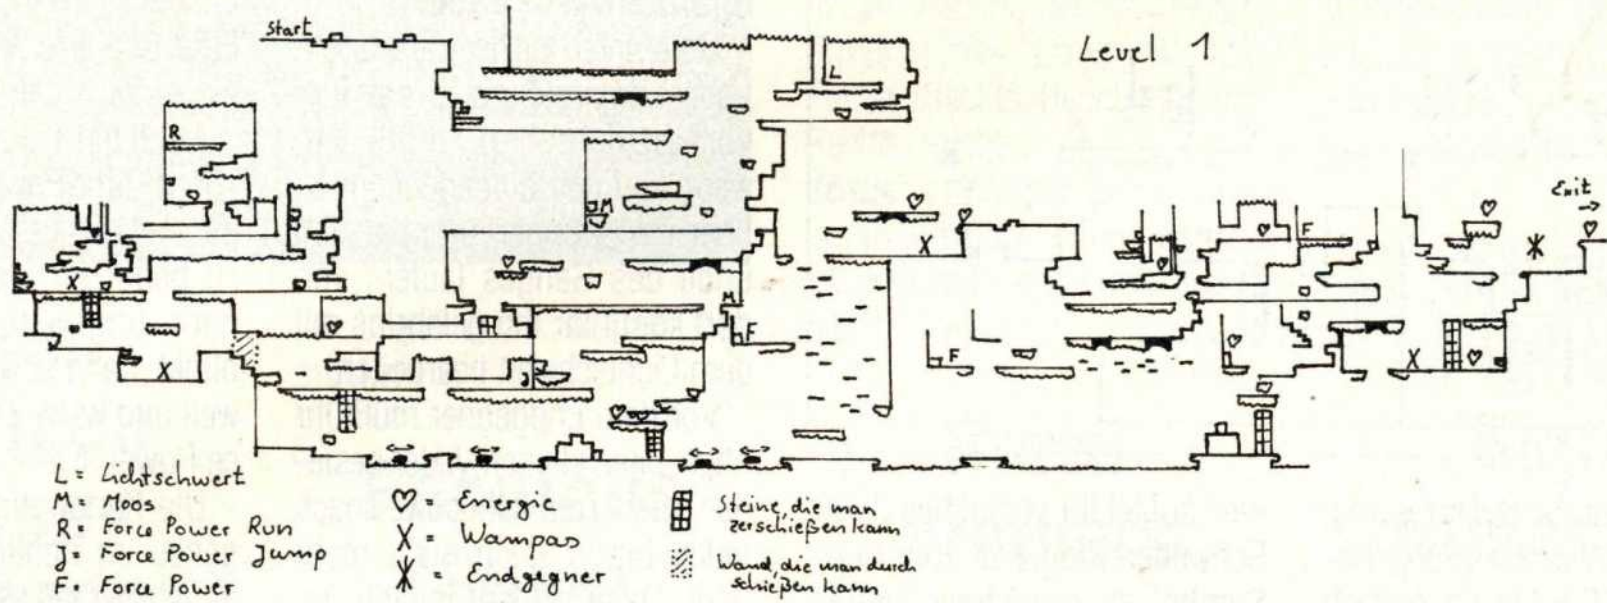 Start
Level 1
Exit
R
L
M
M
F
X
X
X
J
F
F
X
X
L = Lichtschwert
M = Moos
R = Force Power Run
J = Force Power Jump
F = Force Power
= Energie
X = Wampas
= Endgegner
Steine, die man
zerschießen kann
Wand, die man durch
schießen kann